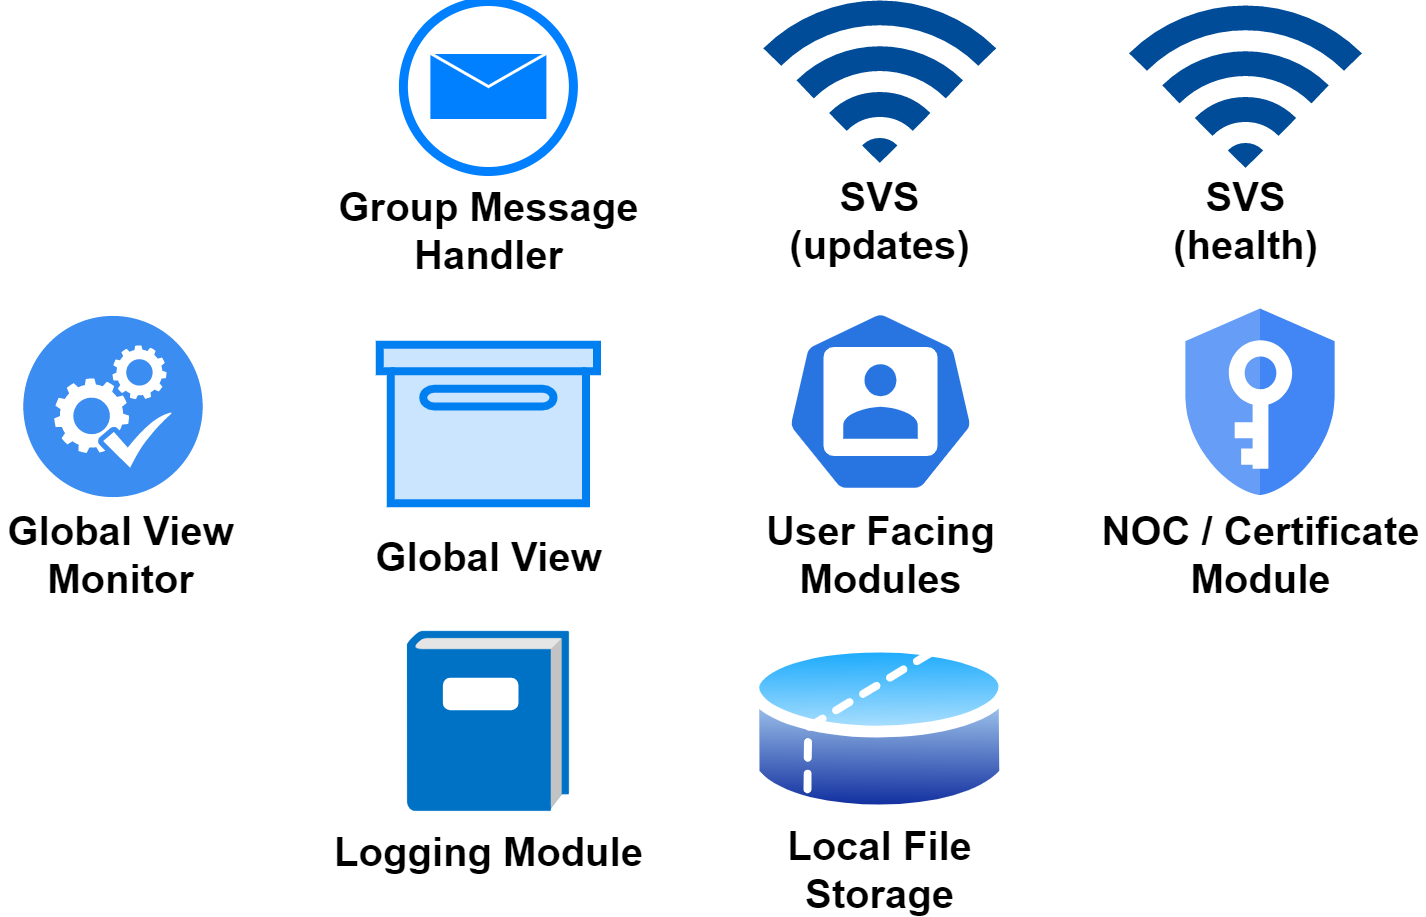 Group Message
Handler
SVS
(updates)
SVS
(health)
Global View
Monitor
Global View
User Facing
Modules
NOC / Certificate
Module
Logging Module
Local File
Storage